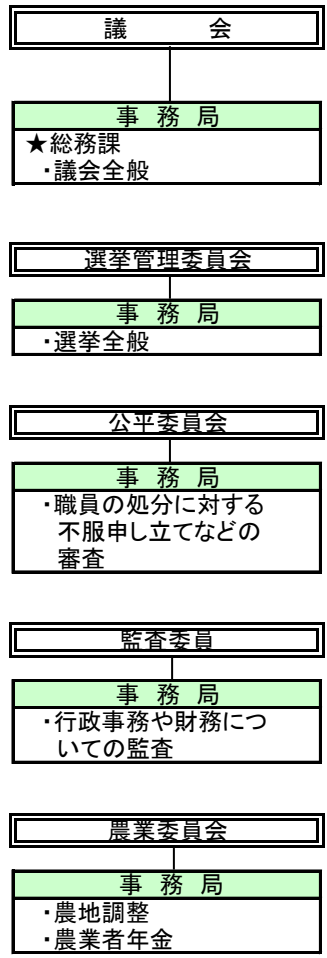 議　会
事 務 局
★総務課
・議会全般
選挙管理委員会
事 務 局
・選挙全般
公平委員会
事 務 局
・職員の処分に対する
不服申し立てなどの
審査
監査委員
事 務 局
・行政事務や財務につ
いての監査
農業委員会
事 務 局
・農地調整
・農業者年金